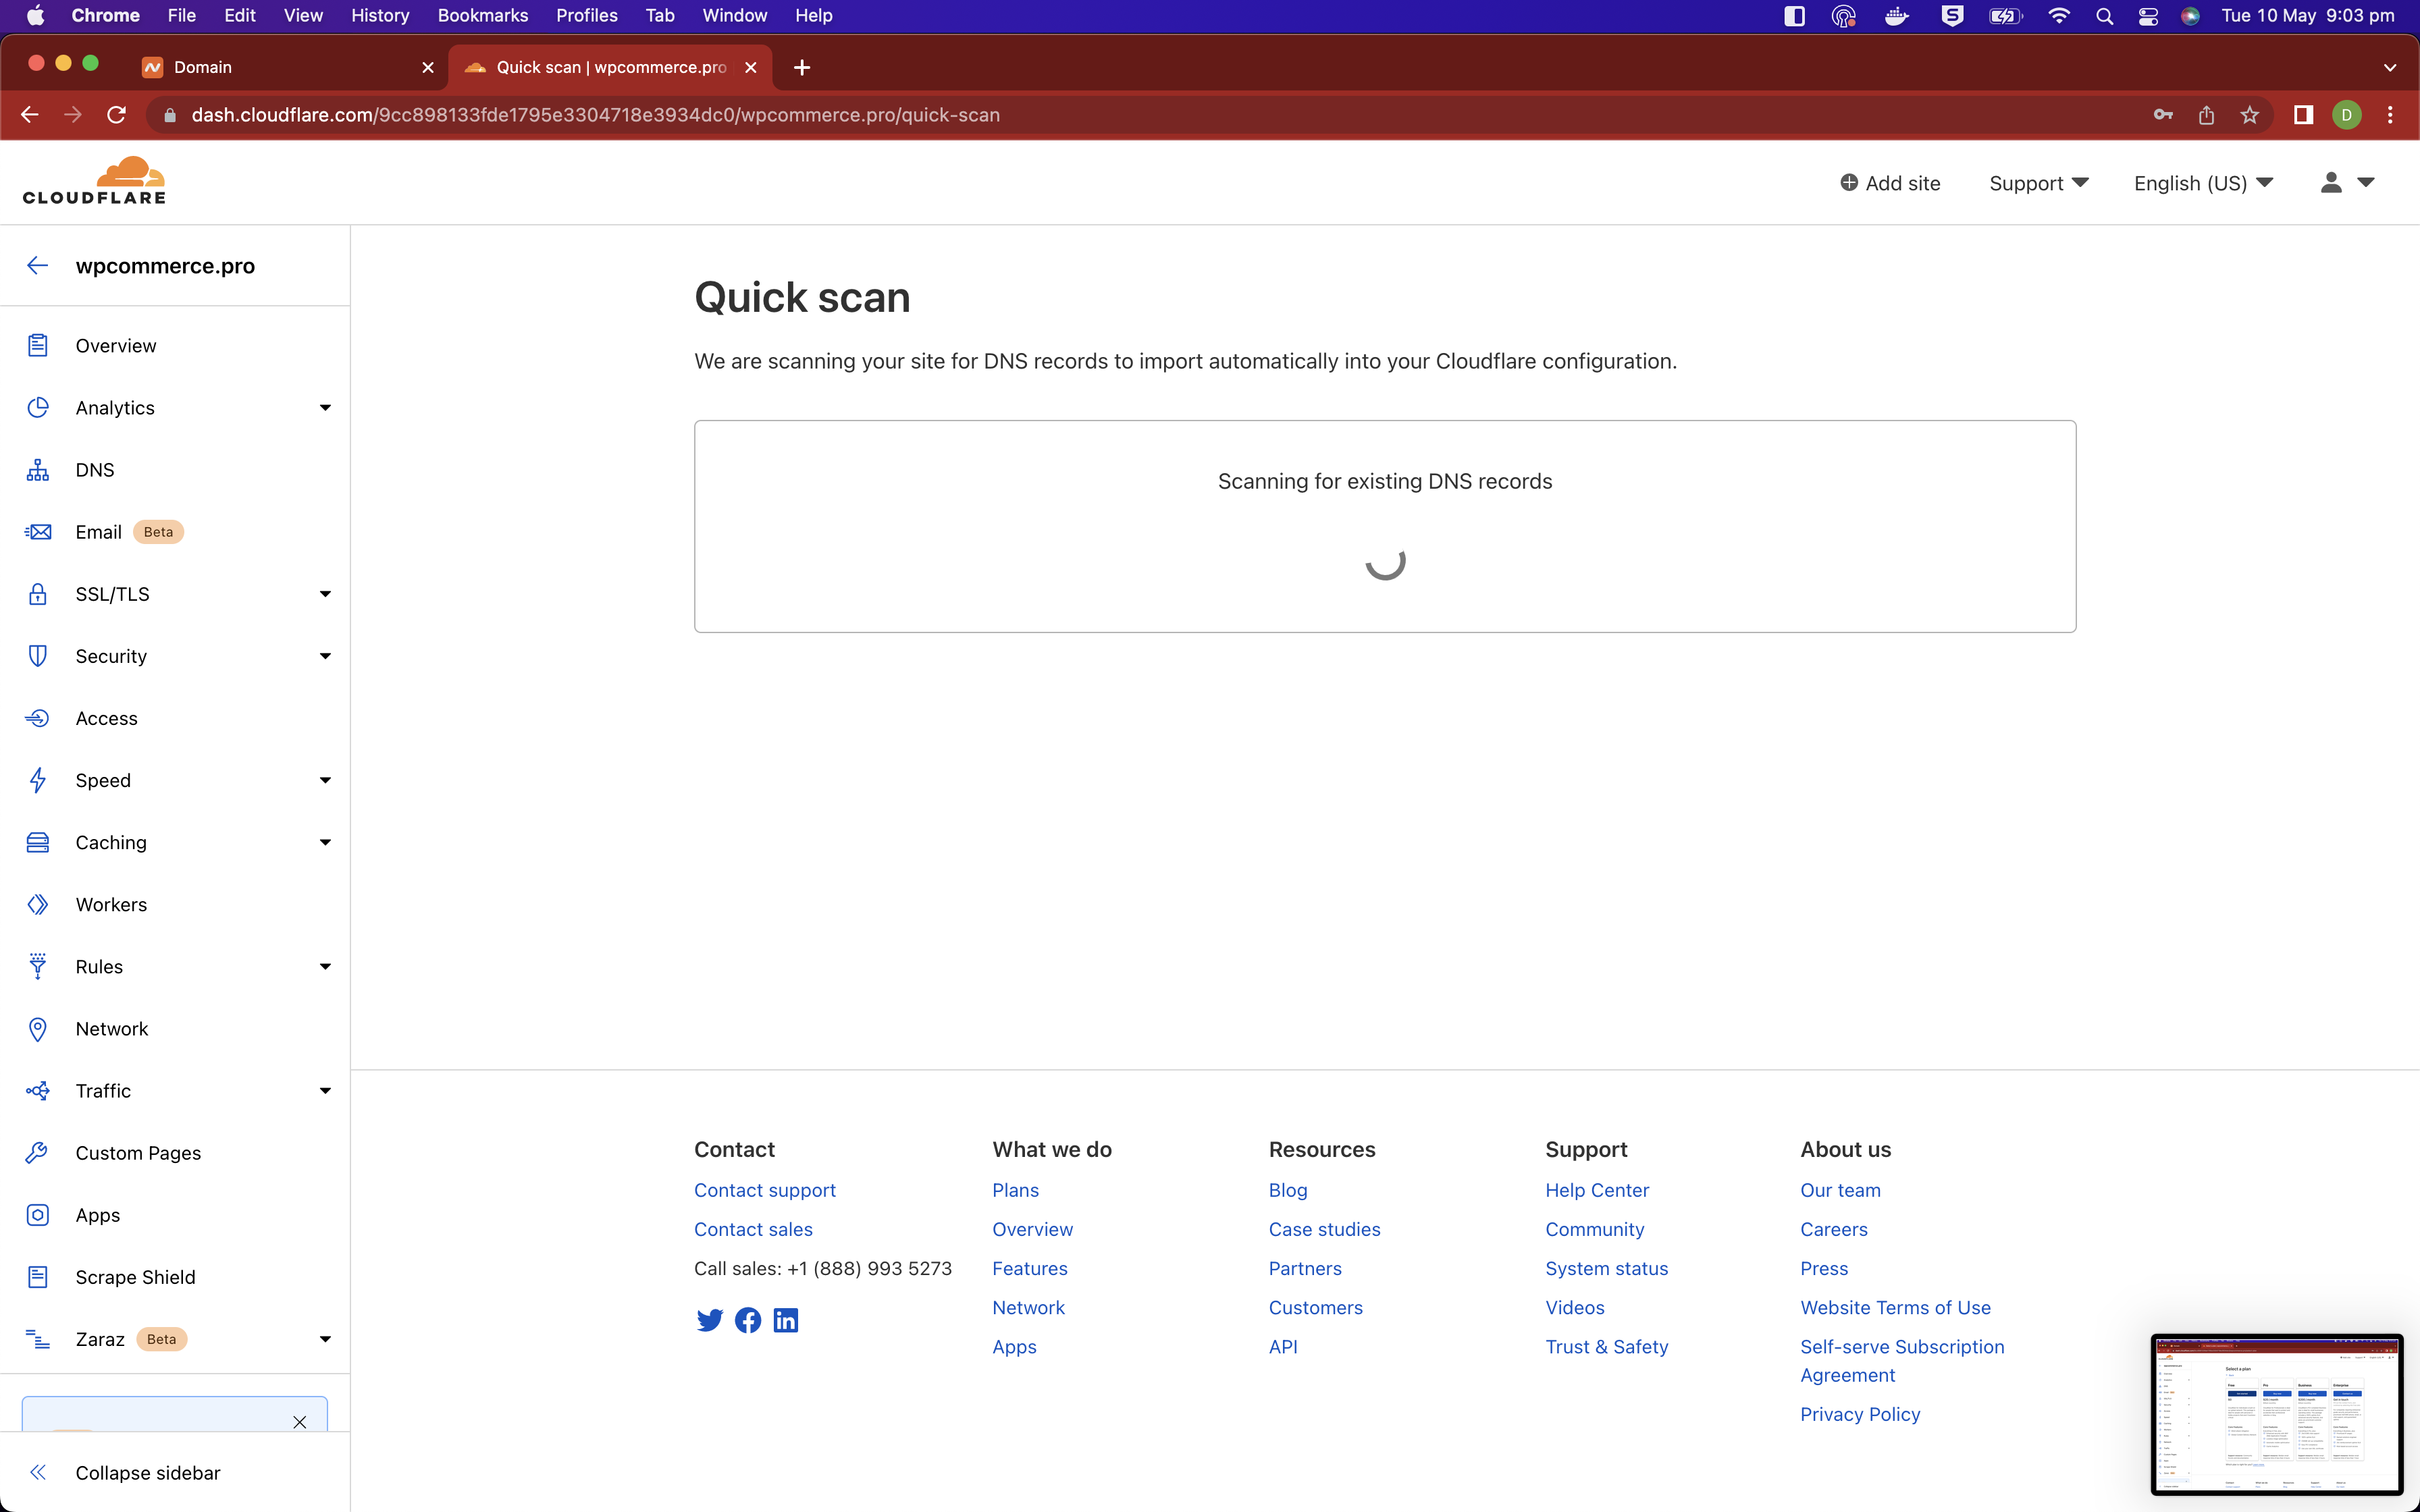 Chrome File Edit View History Bookmarks Profiles Tab Window Help Tue 10 May 9:03 pm
Domain Quick scan | wpcommerce.pro
dash.cloudflare.com/9cc898133fde1795e3304718e3934dc0/wpcommerce.pro/quick-scan D
CLOUDFLARE
Add site Support English (US)
wpcommerce.pro
Overview
Analytics
DNS
Email Beta
SSL/TLS
Security
Access
Speed
Caching
Workers
Rules
Network
Traffic
Custom Pages
Apps
Scrape Shield
Zaraz Beta
Collapse sidebar
Quick scan
We are scanning your site for DNS records to import automatically into your Cloudflare configuration.
Scanning for existing DNS records
Contact
Contact support
Contact sales
Call sales: +1 (888) 993 5273
What we do
Plans
Overview
Features
Network
Apps
Resources
Blog
Case studies
Partners
Customers
API
Support
Help Center
Community
System status
Videos
Trust & Safety
About us
Our team
Careers
Press
Website Terms of Use
Self-serve Subscription
Agreement
Privacy Policy
Select a plan